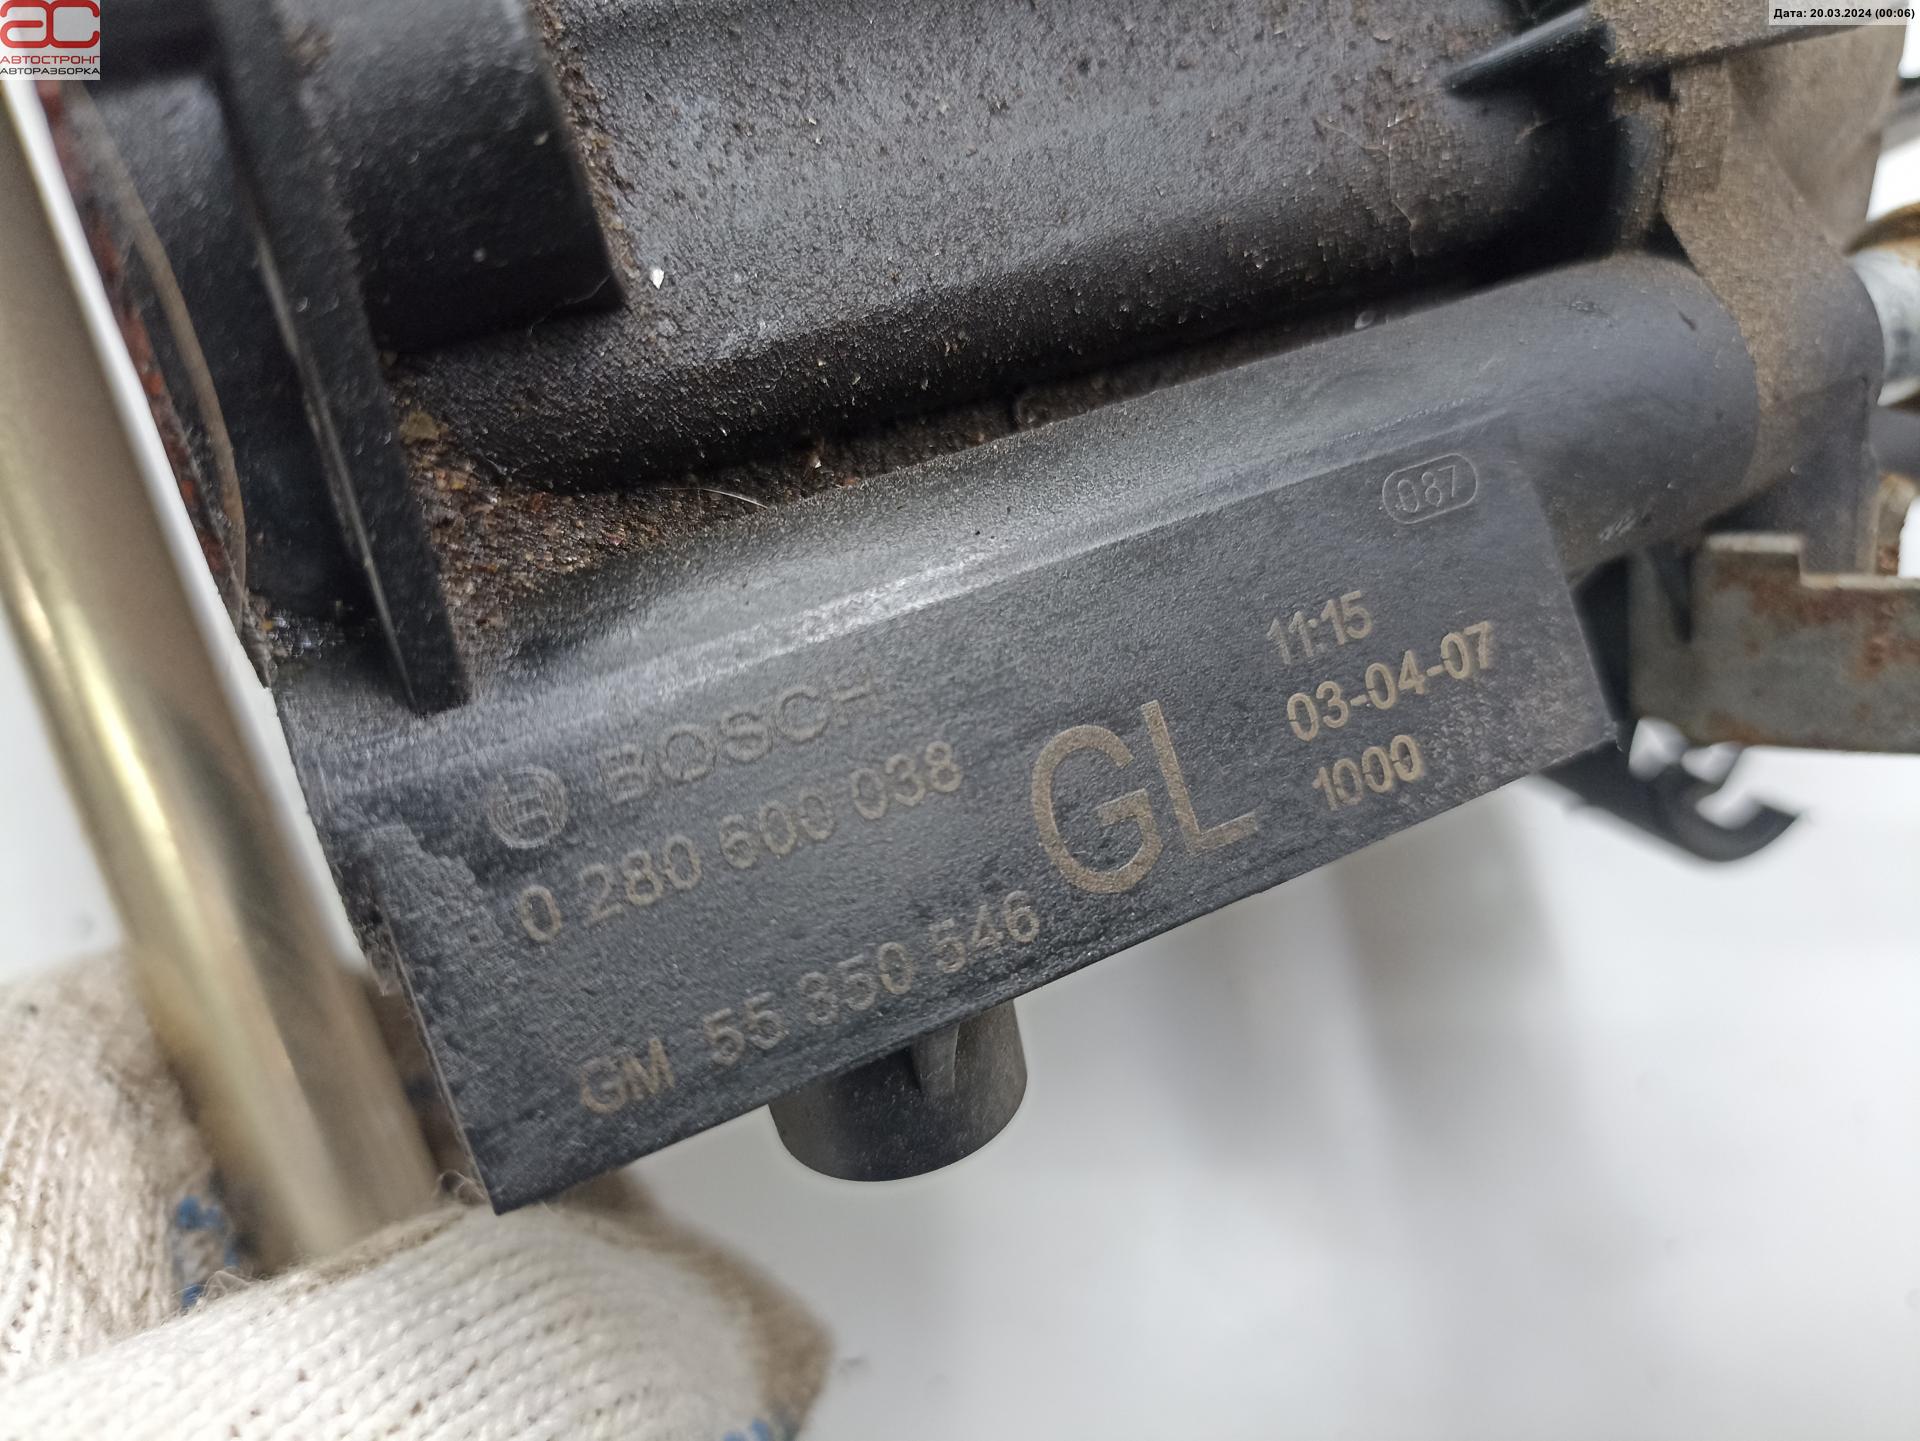 ac
АВТОСТРОНГ
АВТОРАЗБОРКА
Дата: 20.03.2024 (00:06)
087
11:15
03-04-07
1000
GL
BOSCH
0 280 600 038
GM 55 350 546